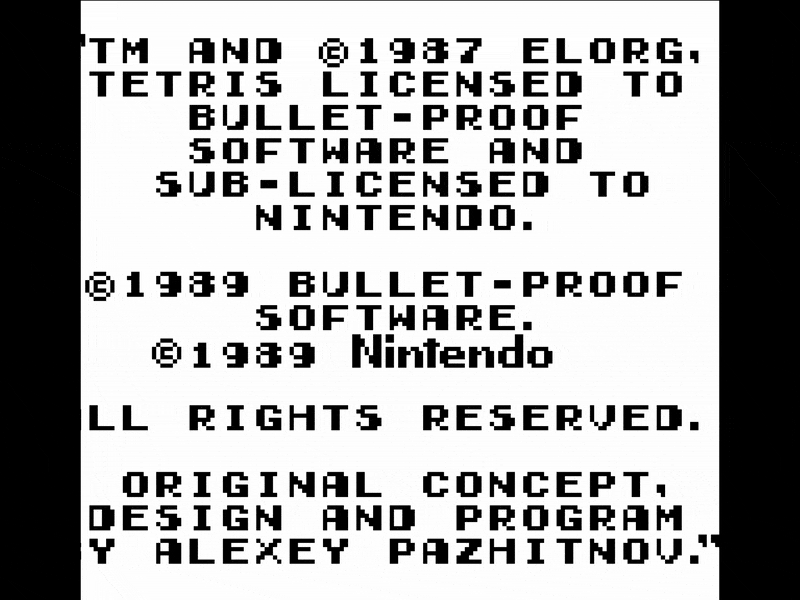 "TM AND ©1987 ELORG,
TETRIS LICENSED TO
BULLET-PROOF
SOFTWARE AND
SUB-LICENSED TO
NINTENDO.
©1989 BULLET-PROOF
SOFTWARE.
©1989 Nintendo
LL RIGHTS RESERVED.
ORIGINAL CONCEPT,
DESIGN AND PROGRAM
Y ALEXEY PAZHITNOV."